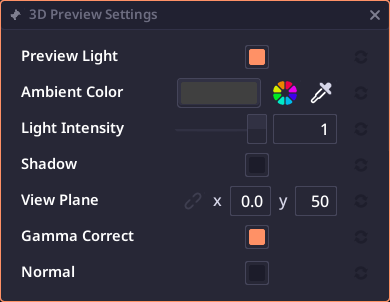 3D Preview Settings
Preview Light
Ambient Color
Light Intensity 1
Shadow
View Plane x 0.0 y 50
Gamma Correct
Normal